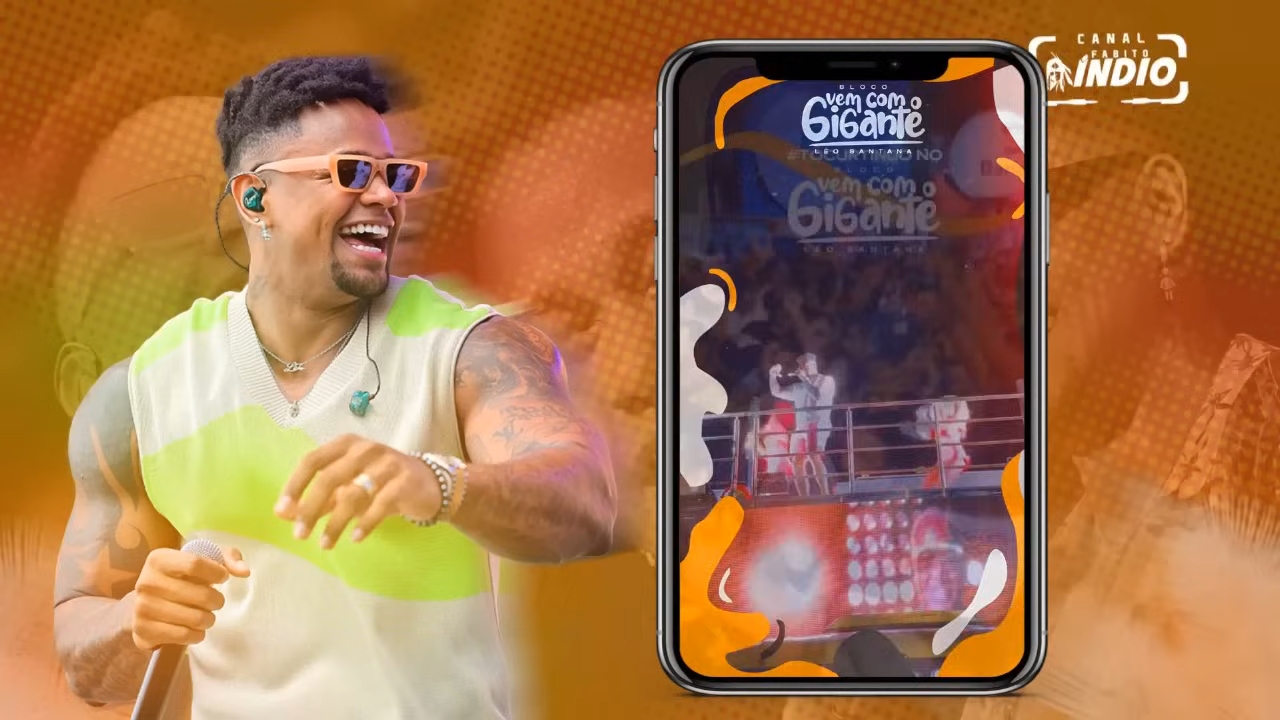 CANAL
FABITO
INDIO
BLOCO
vem com o
Gigante
LEO SANTANA
#TOCURTINDO NO
BLOCO
vem com o
Gigante
LEO SANTANA